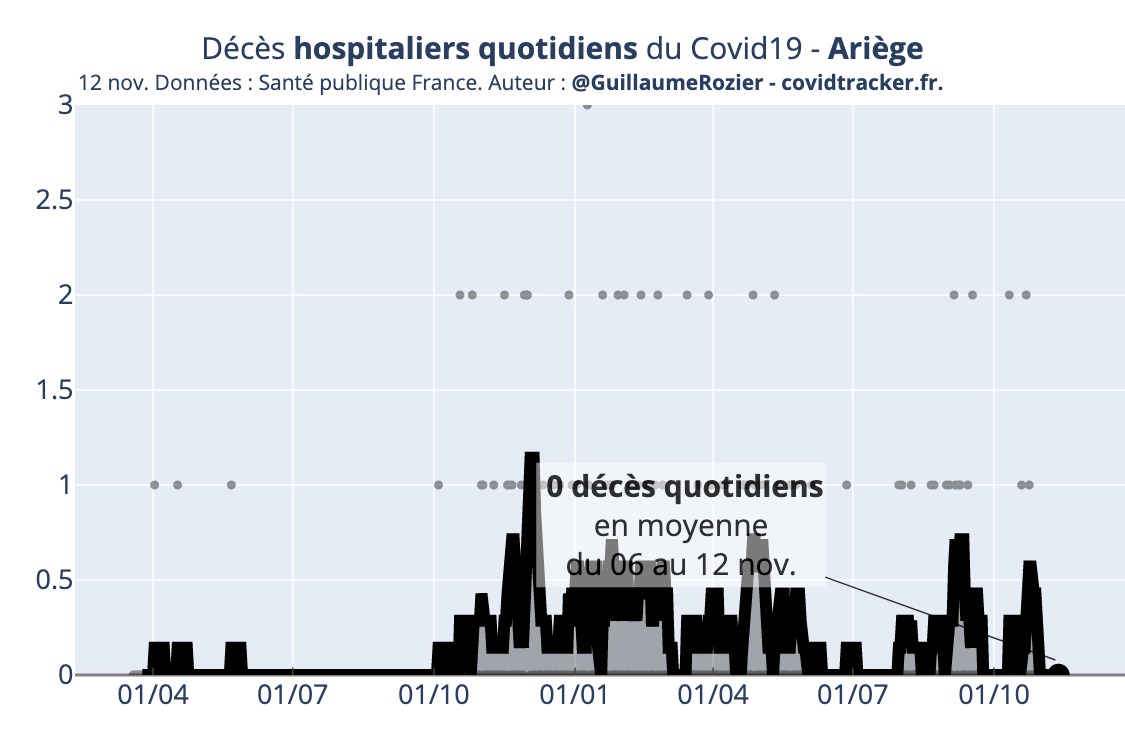 Décès hospitaliers quotidiens du Covid19 - Ariège
12 nov. Données : Santé publique France. Auteur : @GuillaumeRozier - covidtracker.fr.
3
2.5
2
1.5
1
0 décès quotidiens
en moyenne
du 06 au 12 nov.
0.5
0
01/04 01/07 01/10 01/01 01/04 01/07 01/10